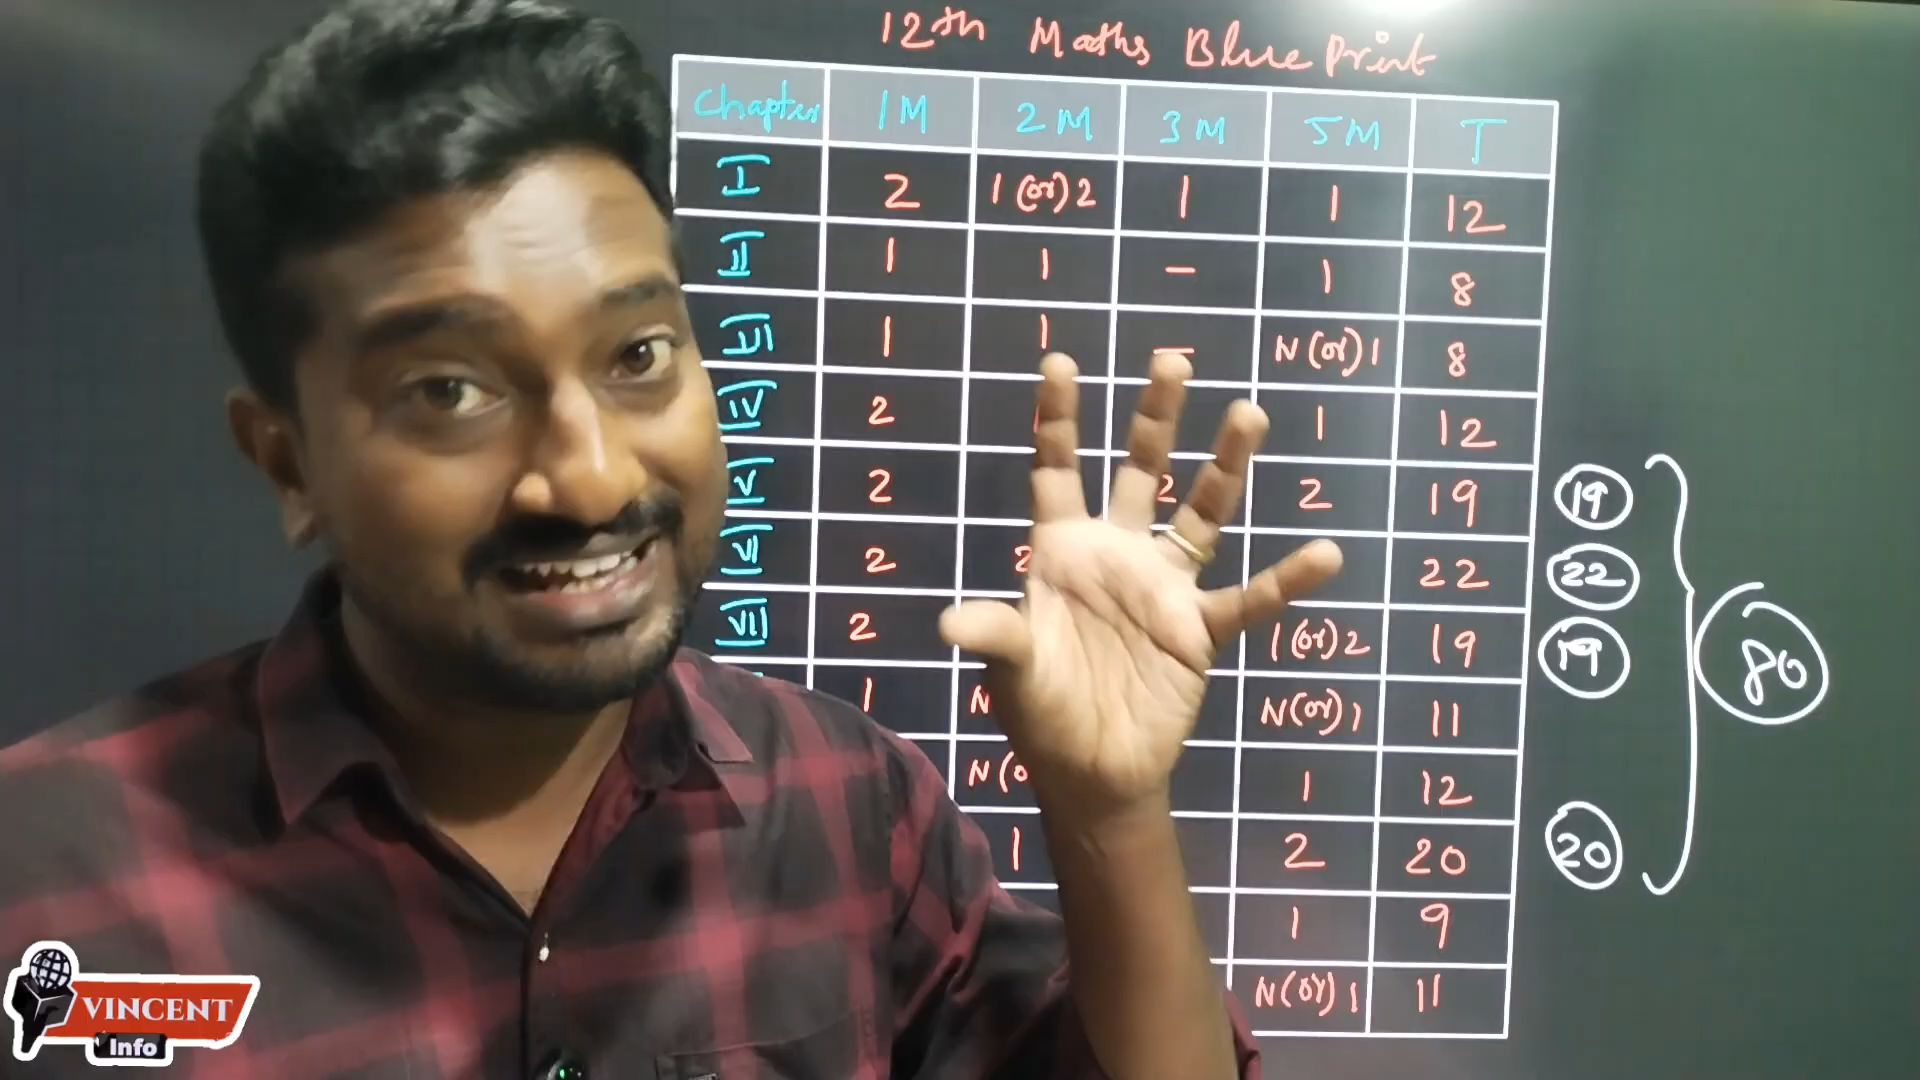 12th Maths Blue Print
Chapter 1M 2M 3M 5M T
I 2 1 (or) 2 1 1 12
II 1 1 – 1 8
III 1 1 – N (or) 1 8
IV 2 1 12
V 2 2 2 19 19
VI 2 2 22 22
VII 2 1 (or) 2 19 19
80
1 N N (or) 1 11
N (o 1 12
1 2 20 20
1 9
N (or) 1 11
VINCENT
Info